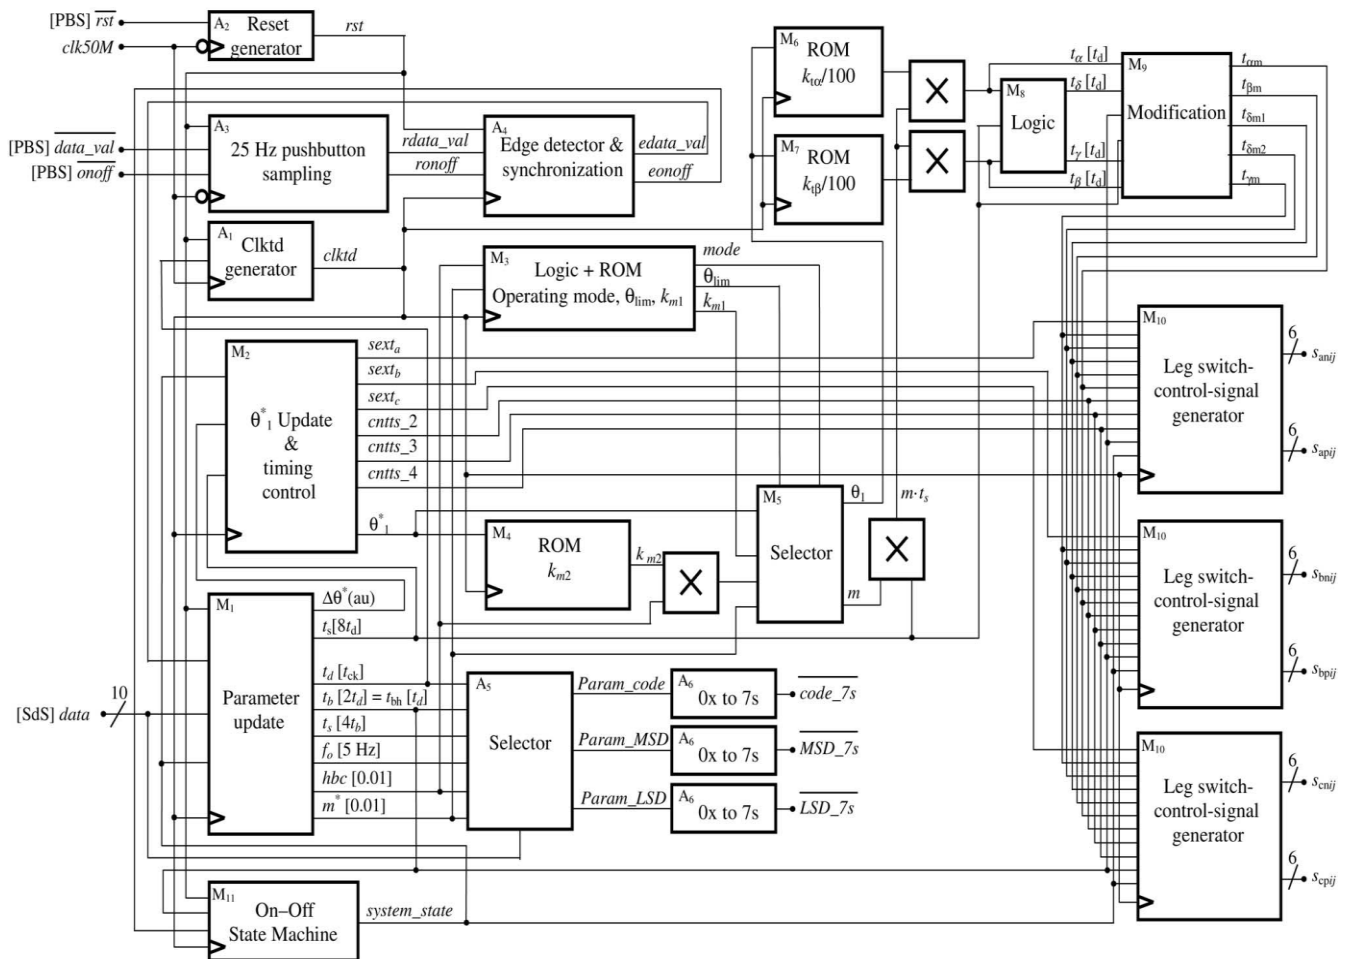 [PBS] rst
clk50M
A2
Reset
generator
rst
[PBS] data_val
[PBS] onoff
A3
25 Hz pushbutton
sampling
rdata_val
ronoff
A4
Edge detector &
synchronization
edata_val
eonoff
A1
Clktd
generator
clktd
M3
Logic + ROM
Operating mode, θlim, km1
mode
θlim
km1
M6
ROM
ktα/100
M7
ROM
ktβ/100
×
×
tα [td]
tδ [td]
M8
Logic
tγ [td]
tβ [td]
M9
Modification
tαm
tβm
tδm1
tδm2
tγm
M2
θ*1 Update
&
timing
control
sexta
sextb
sextc
cntts_2
cntts_3
cntts_4
θ*1
M4
ROM
km2
km2
×
M5
Selector
θ1
m
m·ts
×
M10
Leg switch-
control-signal
generator
6
sanij
6
sapij
M10
Leg switch-
control-signal
generator
6
sbnij
6
sbpij
M10
Leg switch-
control-signal
generator
6
scnij
6
scpij
[SdS] data
10
M1
Parameter
update
Δθ*(au)
ts[8td]
td [tck]
tb [2td] = tbh [td]
ts [4tb]
fo [5 Hz]
hbc [0.01]
m* [0.01]
A5
Selector
Param_code
A6
0x to 7s
code_7s
Param_MSD
A6
0x to 7s
MSD_7s
Param_LSD
A6
0x to 7s
LSD_7s
M11
On–Off
State Machine
system_state